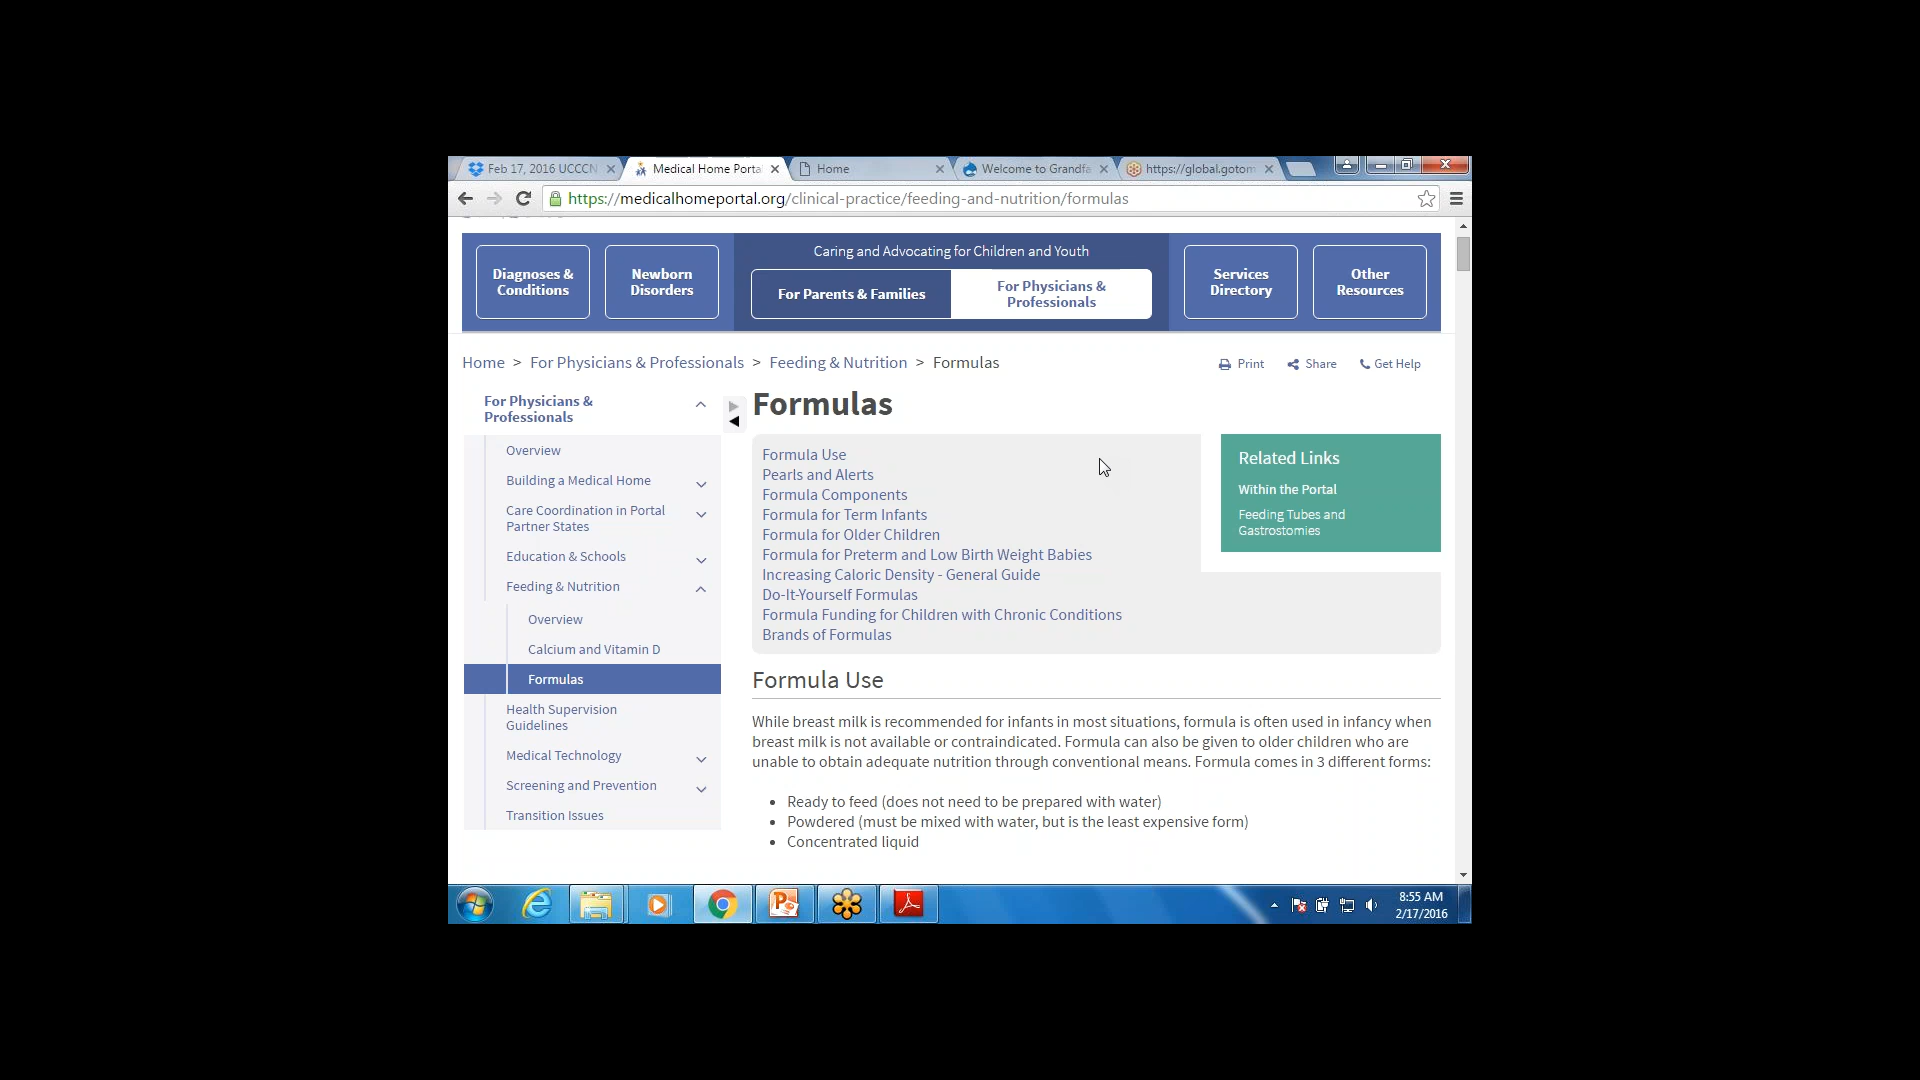 Feb 17, 2016 UCCCN
Medical Home Porta
Home
Welcome to Grandfa
https://global.gotom
https://medicalhomeportal.org/clinical-practice/feeding-and-nutrition/formulas
Diagnoses &
Conditions
Newborn
Disorders
Caring and Advocating for Children and Youth
For Parents & Families
For Physicians &
Professionals
Services
Directory
Other
Resources
Home > For Physicians & Professionals > Feeding & Nutrition > Formulas
Print
Share
Get Help
For Physicians &
Professionals
Overview
Building a Medical Home
Care Coordination in Portal
Partner States
Education & Schools
Feeding & Nutrition
Overview
Calcium and Vitamin D
Formulas
Health Supervision
Guidelines
Medical Technology
Screening and Prevention
Transition Issues
Formulas
Formula Use
Pearls and Alerts
Formula Components
Formula for Term Infants
Formula for Older Children
Formula for Preterm and Low Birth Weight Babies
Increasing Caloric Density - General Guide
Do-It-Yourself Formulas
Formula Funding for Children with Chronic Conditions
Brands of Formulas
Related Links
Within the Portal
Feeding Tubes and
Gastrostomies
Formula Use
While breast milk is recommended for infants in most situations, formula is often used in infancy when
breast milk is not available or contraindicated. Formula can also be given to older children who are
unable to obtain adequate nutrition through conventional means. Formula comes in 3 different forms:
• Ready to feed (does not need to be prepared with water)
• Powdered (must be mixed with water, but is the least expensive form)
• Concentrated liquid
8:55 AM
2/17/2016